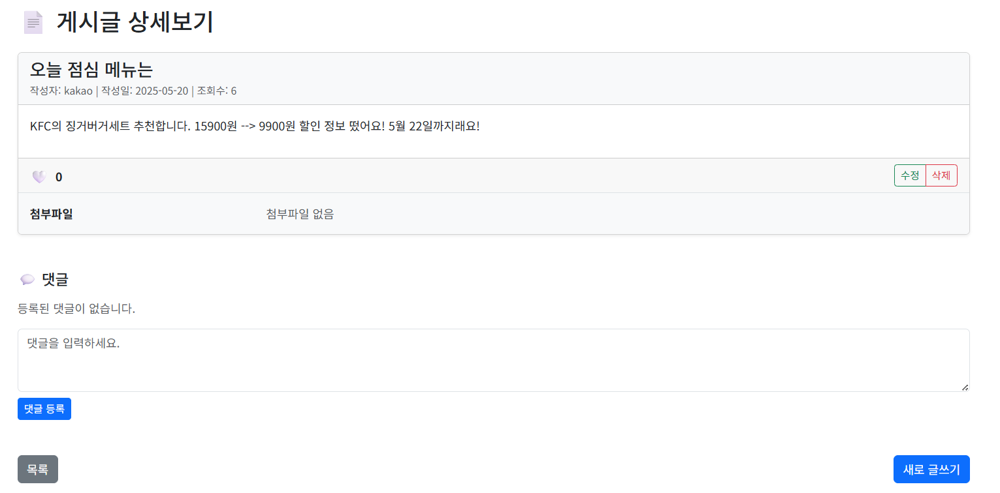 게시글 상세보기
오늘 점심 메뉴는
작성자: kakao | 작성일: 2025-05-20 | 조회수: 6
KFC의 징거버거세트 추천합니다. 15900원 --> 9900원 할인 정보 떴어요! 5월 22일까지래요!
0
수정 삭제
첨부파일 첨부파일 없음
댓글
등록된 댓글이 없습니다.
댓글을 입력하세요.
댓글 등록
목록 새로 글쓰기